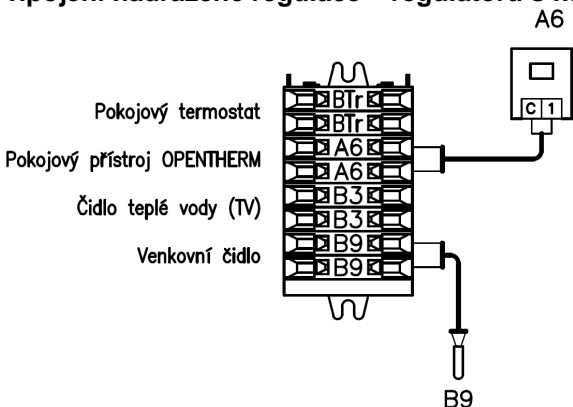 A6
C 1
Pokojový termostat
BTr
BTr
Pokojový přístroj OPENTHERM
A6
A6
Čidlo teplé vody (TV)
B3
B3
Venkovní čidlo
B9
B9
B9